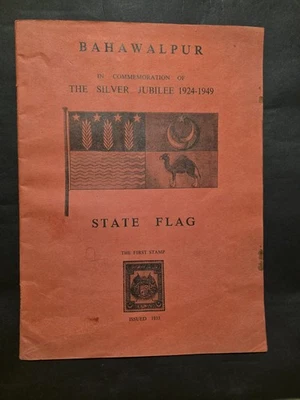 BAHAWALPUR
IN COMMEMORATION OF
THE SILVER JUBILEE 1924-1949
STATE FLAG
THE FIRST STAMP
ISSUED